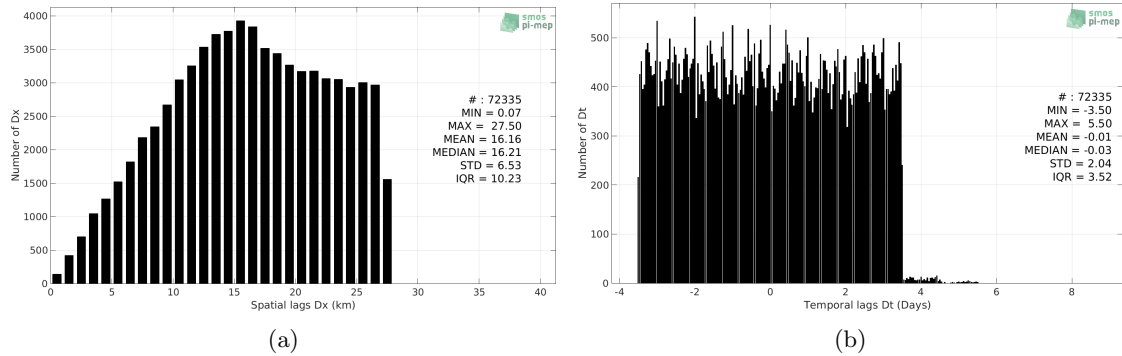 smos
pi-mep
4000
3500
3000
2500
2000
1500
1000
500
0
Number of Dx
# : 72335
MIN = 0.07
MAX = 27.50
MEAN = 16.16
MEDIAN = 16.21
STD = 6.53
IQR = 10.23
0 5 10 15 20 25 30 35 40
Spatial lags Dx (km)
(a)
smos
pi-mep
500
400
300
200
100
0
Number of Dt
# : 72335
MIN = -3.50
MAX = 5.50
MEAN = -0.01
MEDIAN = -0.03
STD = 2.04
IQR = 3.52
-4 -2 0 2 4 6 8
Temporal lags Dt (Days)
(b)